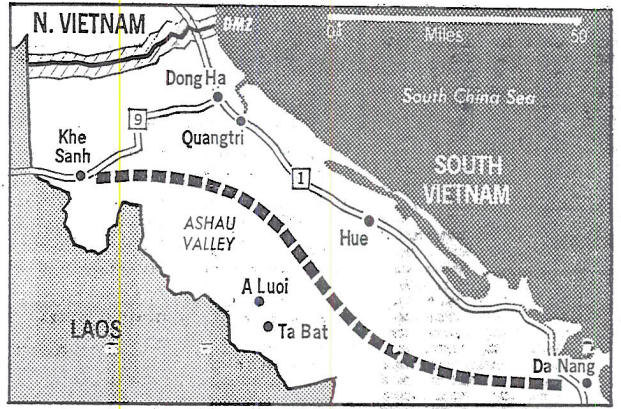 N. VIETNAM
DMZ
Miles
50
Dong Ha
South China Sea
9
Khe
Sanh
Quangtri
SOUTH
VIETNAM
1
ASHAU
VALLEY
Hue
A Luoi
LAOS
Ta Bat
Da Nang